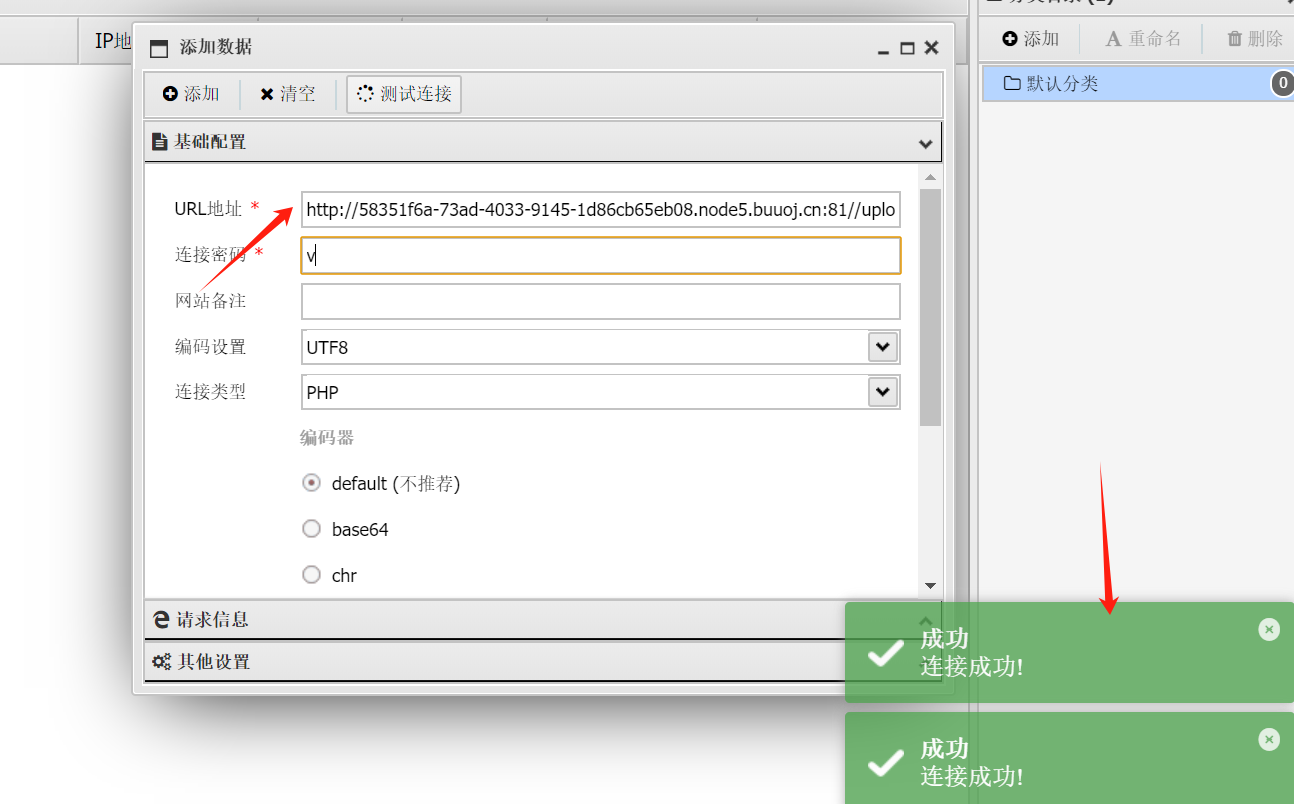 IP地
添加数据
添加 清空 测试连接
基础配置
URL地址 * http://58351f6a-73ad-4033-9145-1d86cb65eb08.node5.buuoj.cn:81//uplo
连接密码 * v
网站备注
编码设置 UTF8
连接类型 PHP
编码器
default (不推荐)
base64
chr
请求信息
其他设置
添加 重命名 删除
默认分类 0
成功
连接成功!
成功
连接成功!